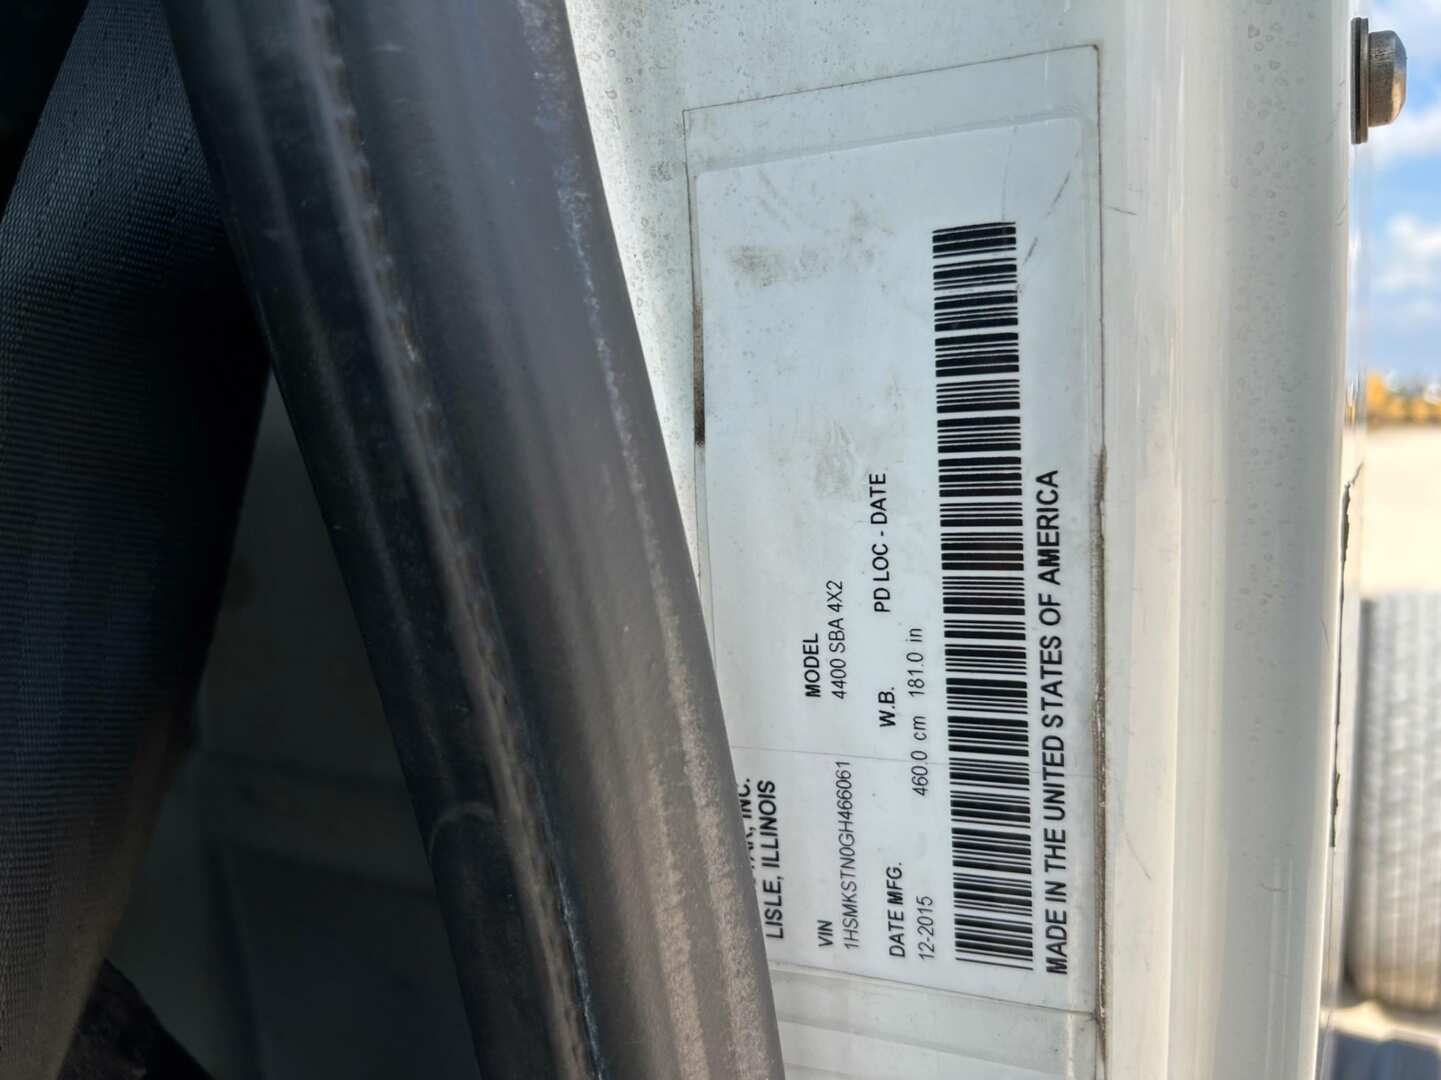 INC.
LISLE, ILLINOIS
VIN MODEL
1HSMKSTN0GH466061 4400 SBA 4X2
DATE MFG. W.B. PD LOC - DATE
12-2015 460.0 cm 181.0 in
MADE IN THE UNITED STATES OF AMERICA